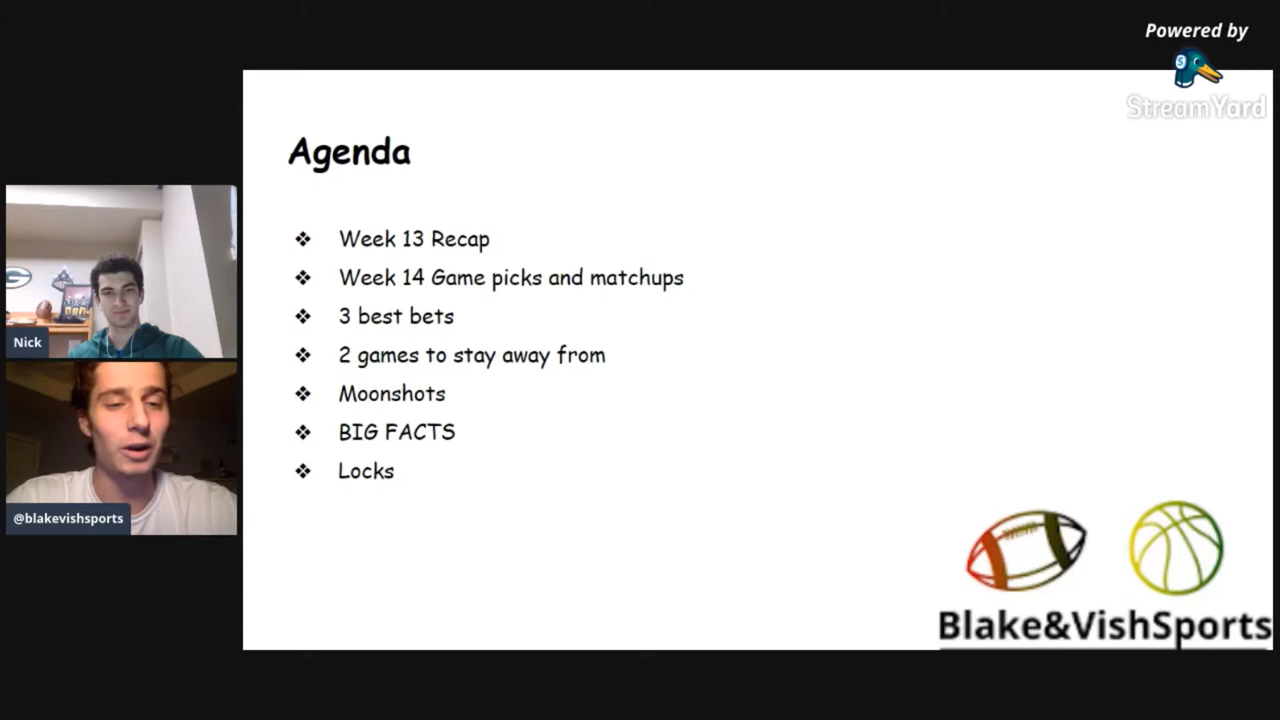 Powered by
StreamYard
Agenda
❖ Week 13 Recap
❖ Week 14 Game picks and matchups
❖ 3 best bets
❖ 2 games to stay away from
❖ Moonshots
❖ BIG FACTS
❖ Locks
Nick
@blakevishsports
Blake&VishSports